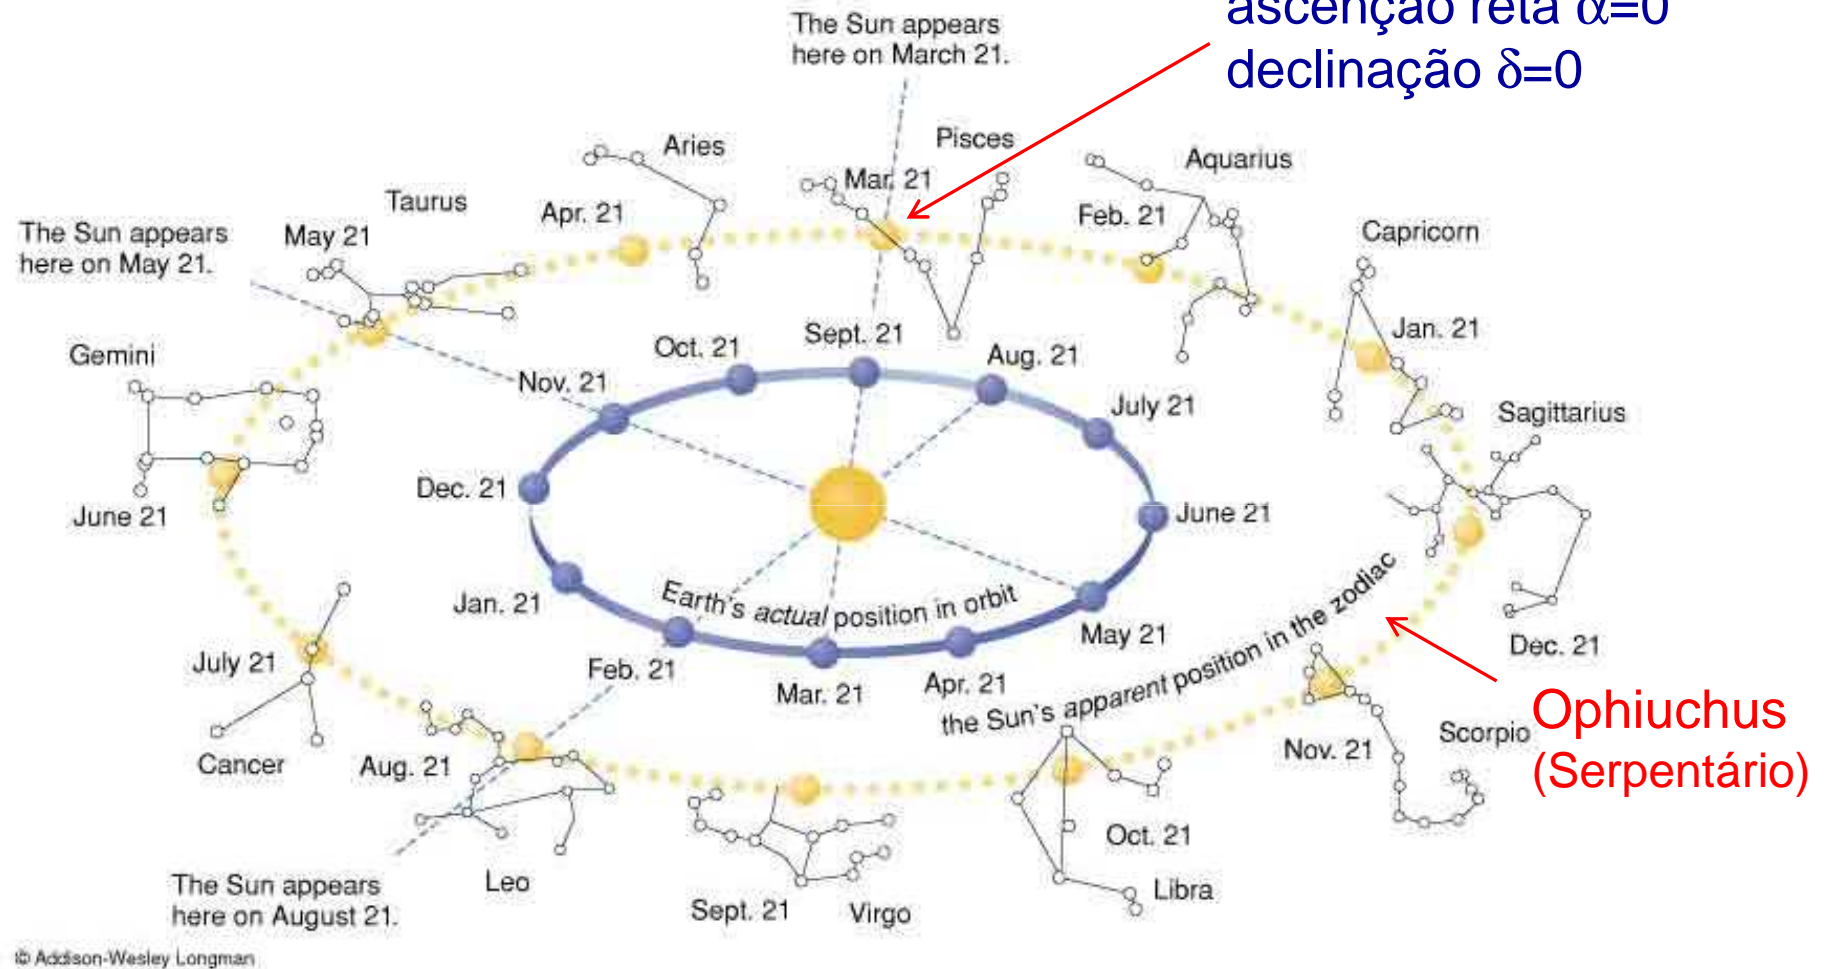 ascenção reta α=0
declinação δ=0
The Sun appears
here on March 21.
Pisces
Mar. 21
Aries
Aquarius
Taurus
Apr. 21
Feb. 21
Capricorn
The Sun appears
here on May 21.
May 21
Jan. 21
Gemini
June 21
Sagittarius
Dec. 21
Sept. 21
Oct. 21
Aug. 21
Nov. 21
July 21
Dec. 21
June 21
Jan. 21
May 21
Feb. 21
Mar. 21
Apr. 21
Earth's actual position in orbit
the Sun's apparent position in the zodiac
July 21
Cancer
Aug. 21
Leo
The Sun appears
here on August 21.
Sept. 21
Virgo
Oct. 21
Libra
Nov. 21
Scorpio
Ophiuchus
(Serpentário)
© Addison-Wesley Longman